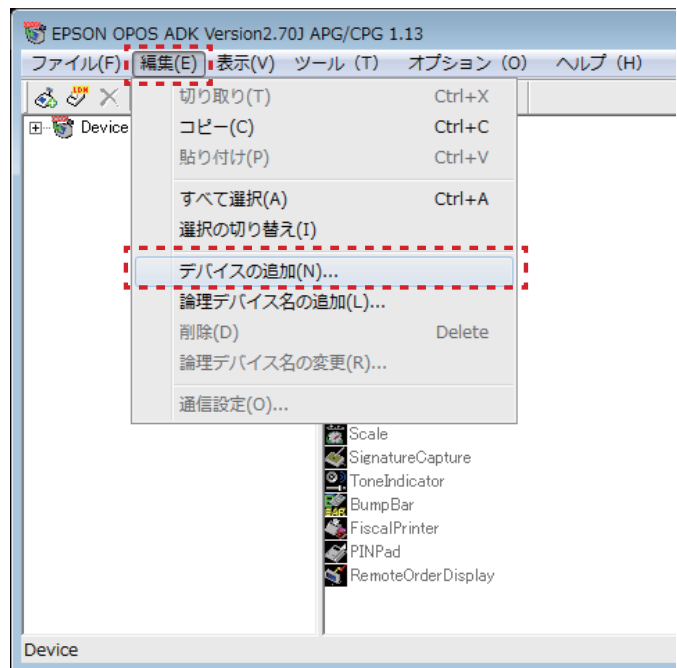 EPSON OPOS ADK Version2.70J APG/CPG 1.13
ファイル(F) 編集(E) 表示(V) ツール (T) オプション (O) ヘルプ (H)
LDN
Device
切り取り(T) Ctrl+X
コピー(C) Ctrl+C
貼り付け(P) Ctrl+V
すべて選択(A) Ctrl+A
選択の切り替え(I)
デバイスの追加(N)...
論理デバイス名の追加(L)...
削除(D) Delete
論理デバイス名の変更(R)...
通信設定(O)...
Scale
SignatureCapture
ToneIndicator
BumpBar
FiscalPrinter
PINPad
RemoteOrderDisplay
Device